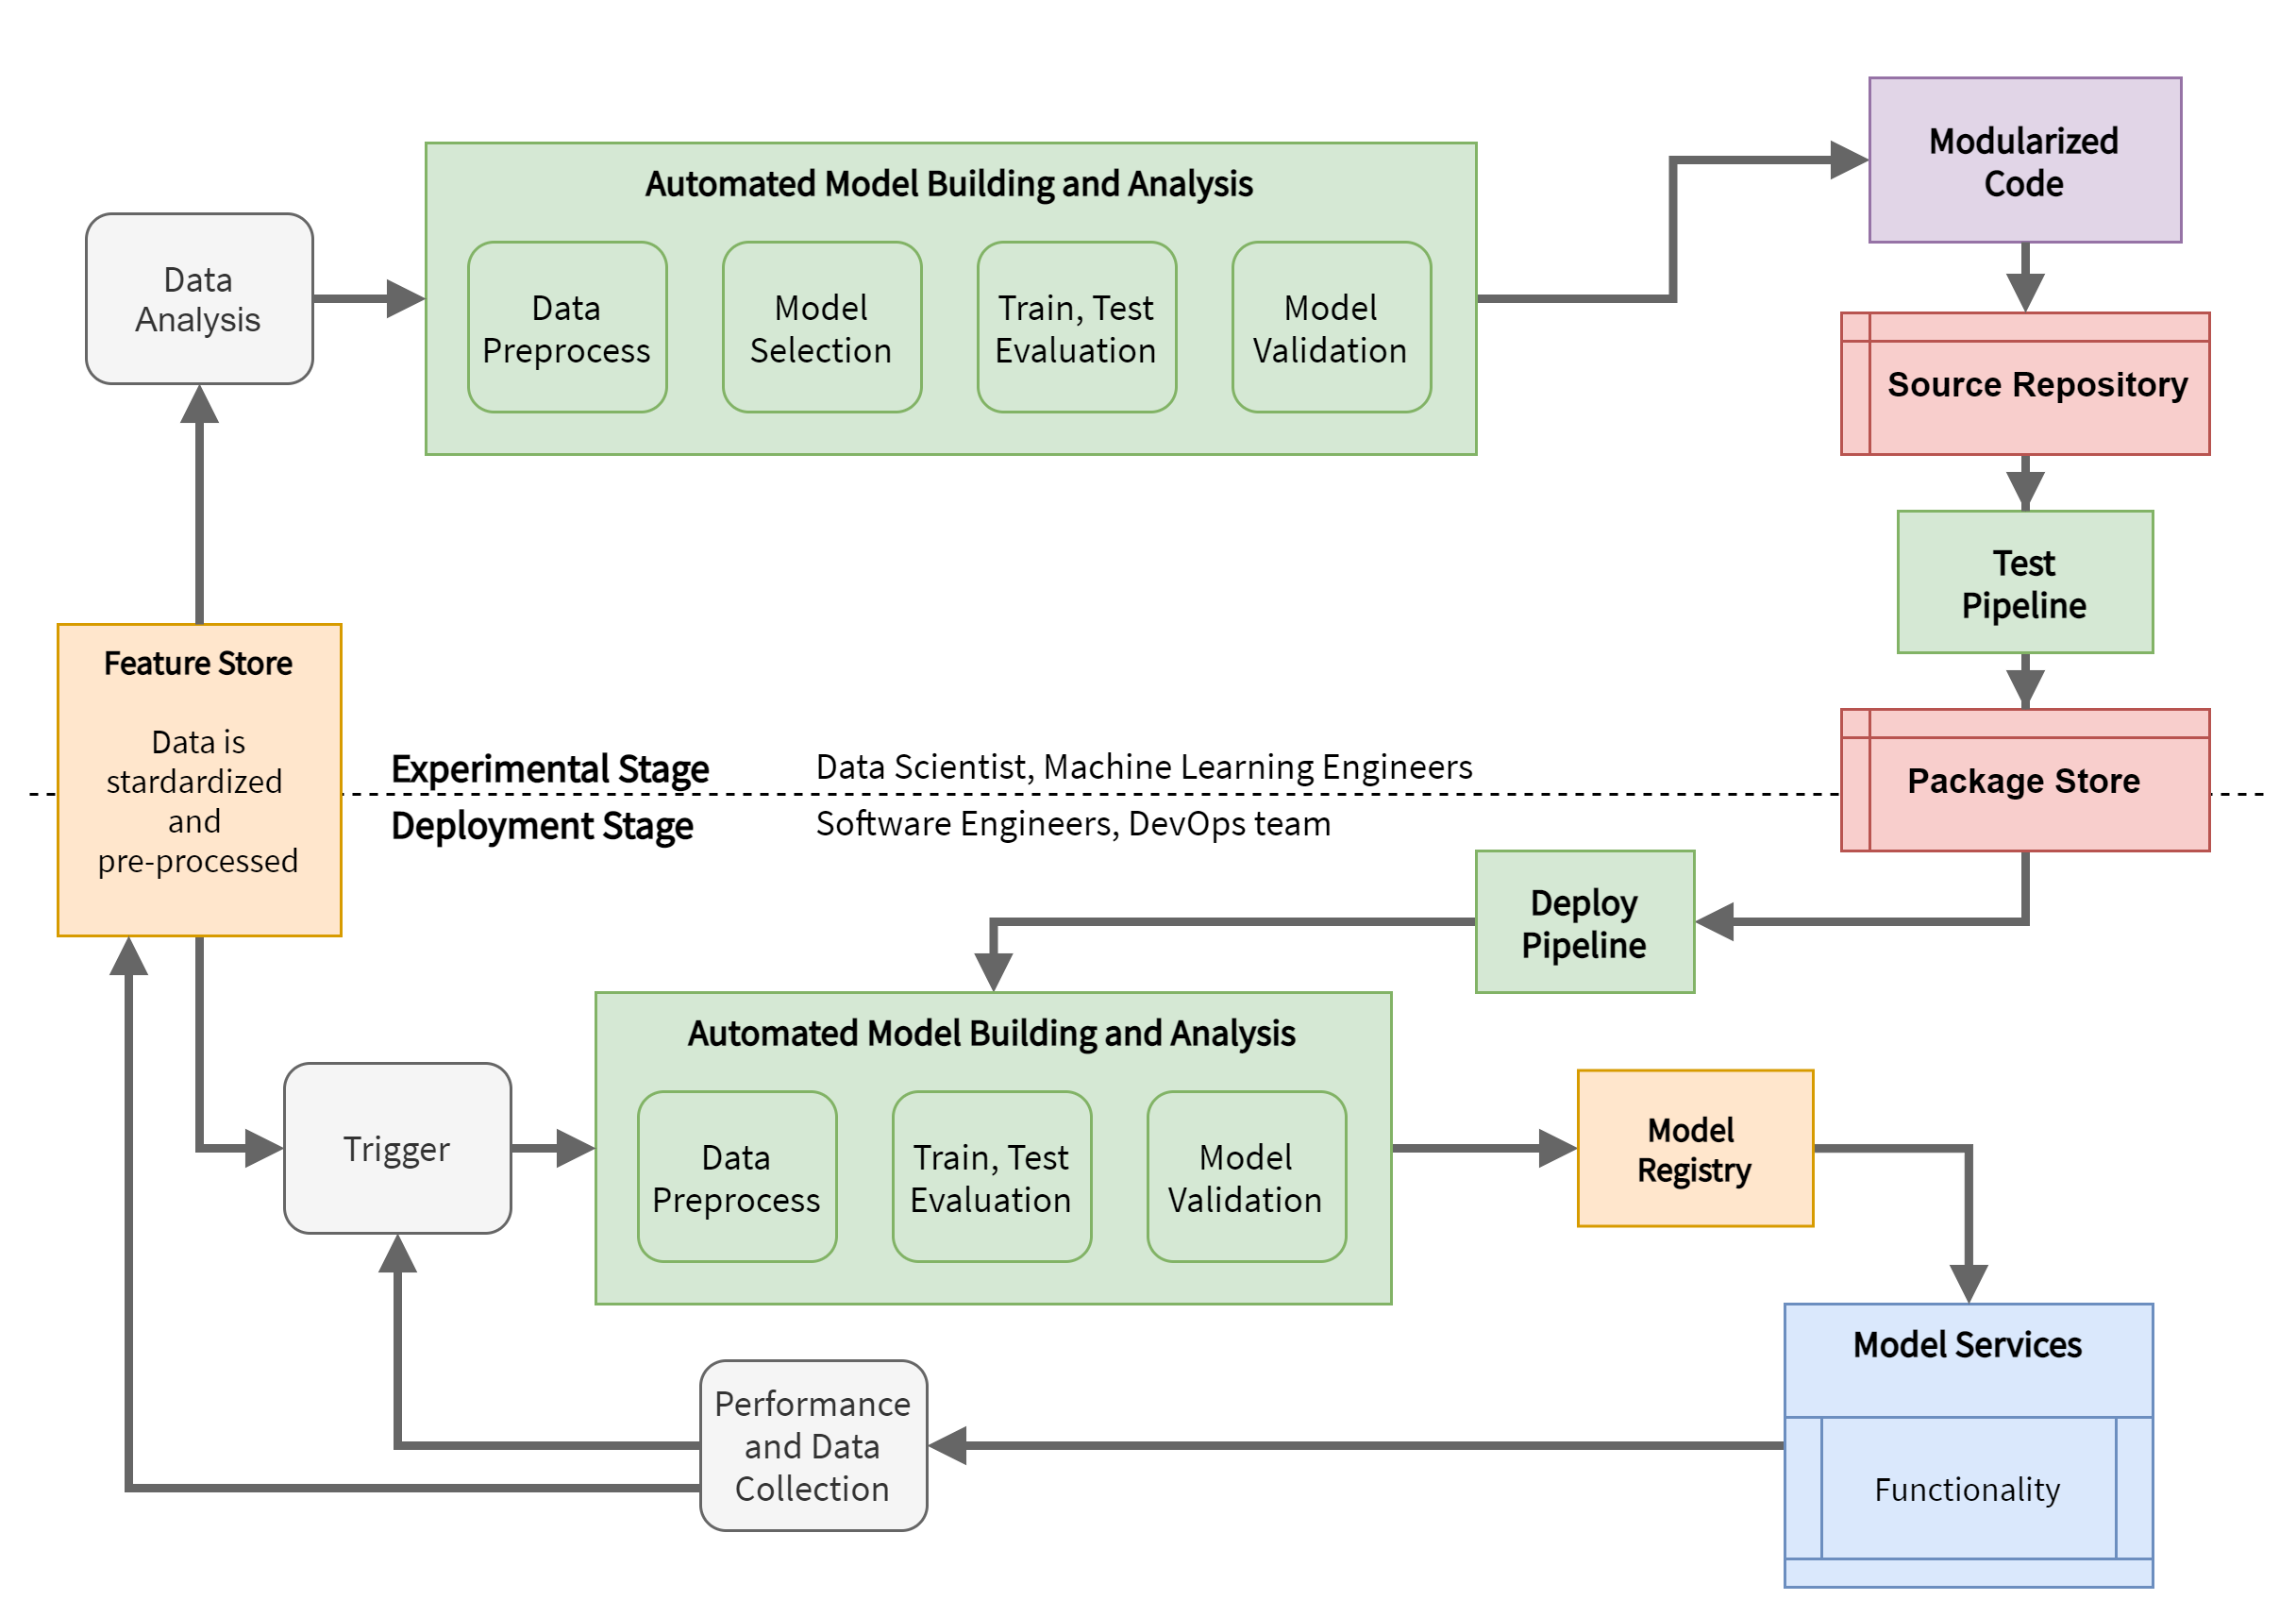 Modularized
Code
Automated Model Building and Analysis
Data
Analysis
Data
Preprocess
Model
Selection
Train, Test
Evaluation
Model
Validation
Source Repository
Test
Pipeline
Feature Store
Data is
stardardized
and
pre-processed
Experimental Stage
Data Scientist, Machine Learning Engineers
Package Store
Deployment Stage
Software Engineers, DevOps team
Deploy
Pipeline
Automated Model Building and Analysis
Trigger
Data
Preprocess
Train, Test
Evaluation
Model
Validation
Model
Registry
Model Services
Performance
and Data
Collection
Functionality